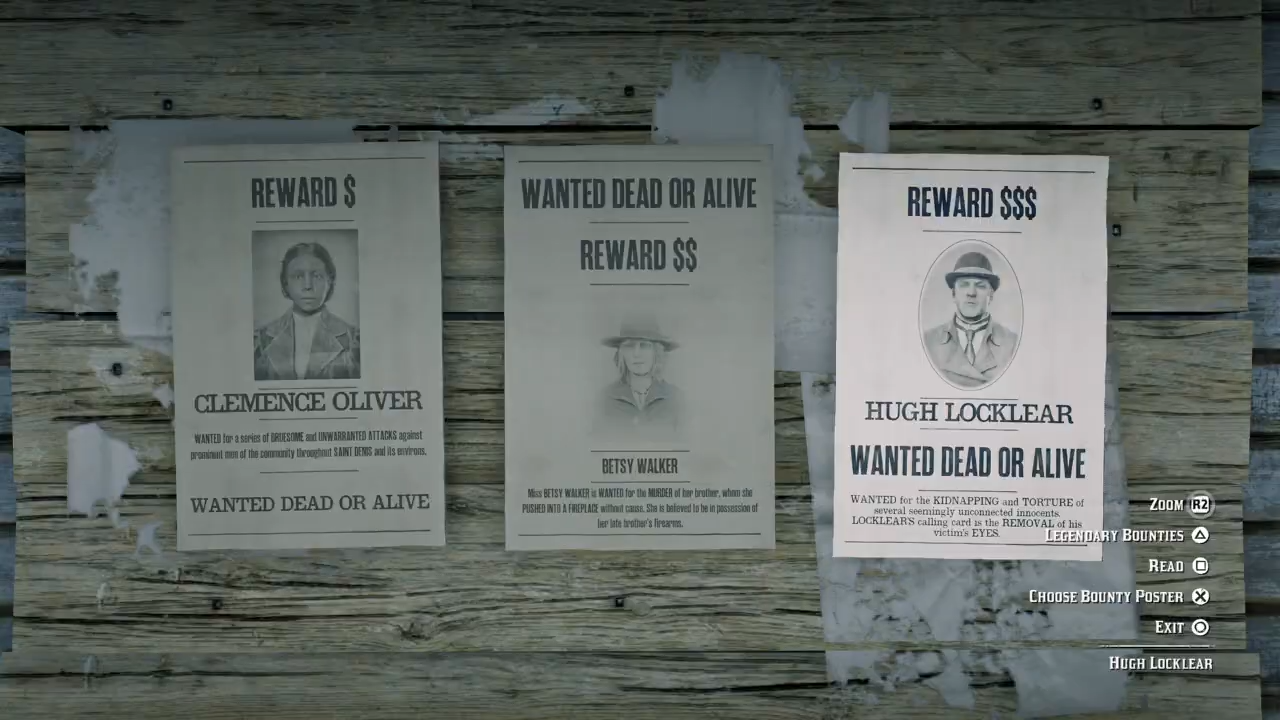 REWARD $
CLEMENCE OLIVER
WANTED for a series of GRUESOME and UNWARRANTED ATTACKS against
prominent men of the community throughout SAINT DENIS and its environs.
WANTED DEAD OR ALIVE
WANTED DEAD OR ALIVE
REWARD $$
BETSY WALKER
Miss BETSY WALKER is WANTED for the MURDER of her brother, whom she
PUSHED INTO A FIREPLACE without cause. She is believed to be in possession of
her late brother's firearms.
REWARD $$$
HUGH LOCKLEAR
WANTED DEAD OR ALIVE
WANTED for the KIDNAPPING and TORTURE of
several seemingly unconnected innocents.
LOCKLEAR'S calling card is the REMOVAL of his
victim's EYES.
ZOOM R2
LEGENDARY BOUNTIES
READ
CHOOSE BOUNTY POSTER
EXIT
HUGH LOCKLEAR